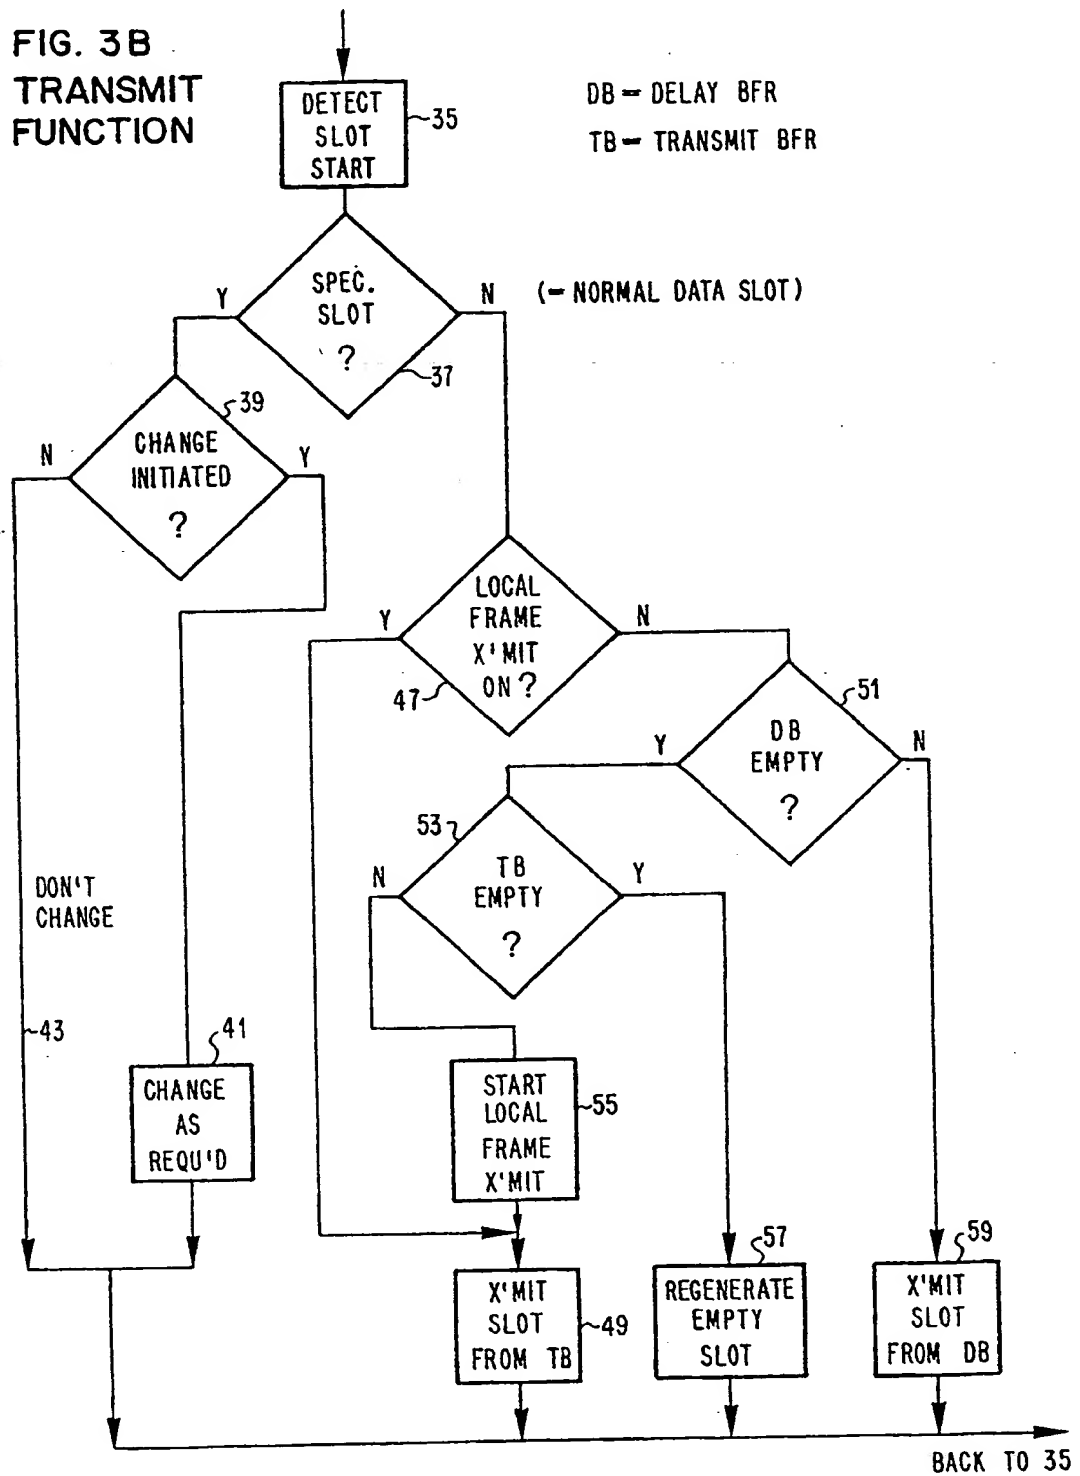 FIG. 3B
TRANSMIT
FUNCTION
DETECT
SLOT
START
35
DB = DELAY BFR
TB = TRANSMIT BFR
SPEC.
SLOT
?
37
Y
N
(= NORMAL DATA SLOT)
CHANGE
INITIATED
?
39
N
Y
LOCAL
FRAME
X'MIT
ON ?
47
Y
N
DB
EMPTY
?
51
Y
N
TB
EMPTY
?
53
N
Y
DON'T
CHANGE
43
CHANGE
AS
REQU'D
41
START
LOCAL
FRAME
X'MIT
55
X'MIT
SLOT
FROM TB
49
REGENERATE
EMPTY
SLOT
57
X'MIT
SLOT
FROM DB
59
BACK TO 35